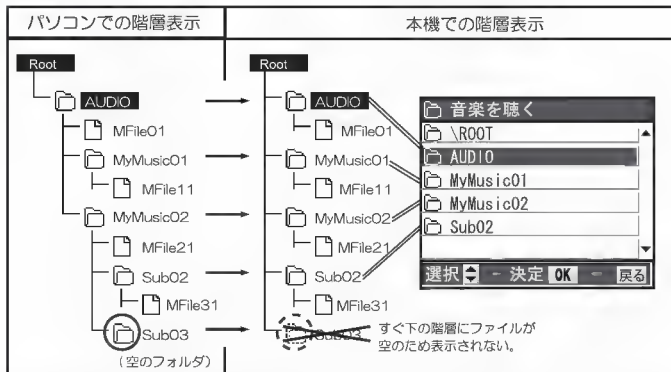 パソコンでの階層表示
Root
AUDIO
MFile01
MyMusic01
MFile11
MyMusic02
MFile21
Sub02
MFile31
Sub03
(空のフォルダ)
本機での階層表示
Root
AUDIO
MFile01
MyMusic01
MFile11
MyMusic02
MFile21
Sub02
MFile31
Sub03
すぐ下の階層にファイルが
空のため表示されない。
音楽を聴く
\ROOT
AUDIO
MyMusic01
MyMusic02
Sub02
選択 - 決定 OK - 戻る